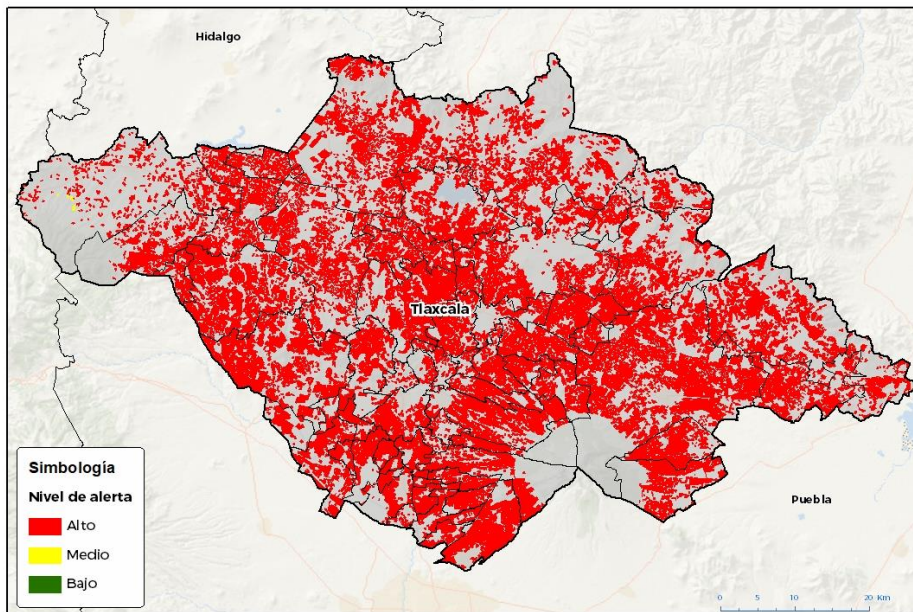 Hidalgo
Tlaxcala
Puebla
Simbología
Nivel de alerta
Alto
Medio
Bajo
0 5 10 20 Km